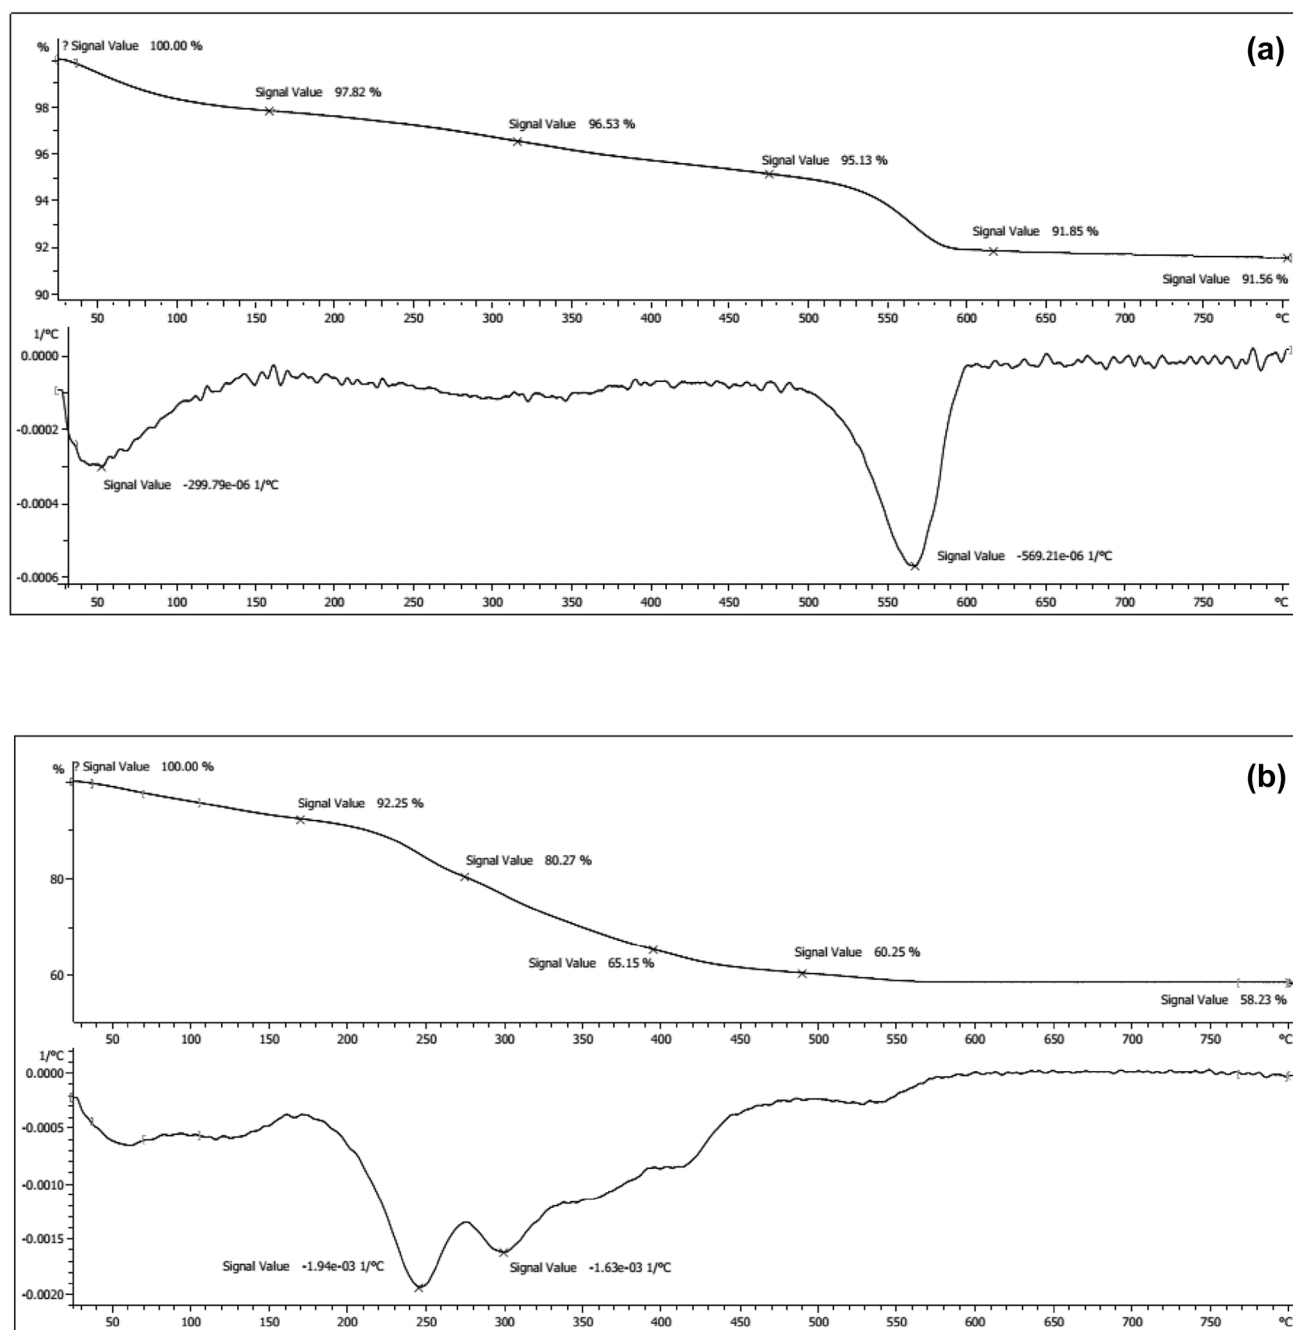 (a)
% ? Signal Value 100.00 %
Signal Value 97.82 %
98
Signal Value 96.53 %
96
Signal Value 95.13 %
94
Signal Value 91.85 %
92
Signal Value 91.56 %
90
50 100 150 200 250 300 350 400 450 500 550 600 650 700 750 °C
1/°C
0.0000
-0.0002
Signal Value -299.79e-06 1/°C
-0.0004
Signal Value -569.21e-06 1/°C
-0.0006
50 100 150 200 250 300 350 400 450 500 550 600 650 700 750 °C
(b)
% ? Signal Value 100.00 %
Signal Value 92.25 %
Signal Value 80.27 %
80
Signal Value 60.25 %
Signal Value 65.15 %
60
Signal Value 58.23 %
50 100 150 200 250 300 350 400 450 500 550 600 650 700 750 °C
1/°C
0.0000
-0.0005
-0.0010
-0.0015
Signal Value -1.94e-03 1/°C
Signal Value -1.63e-03 1/°C
-0.0020
50 100 150 200 250 300 350 400 450 500 550 600 650 700 750 °C